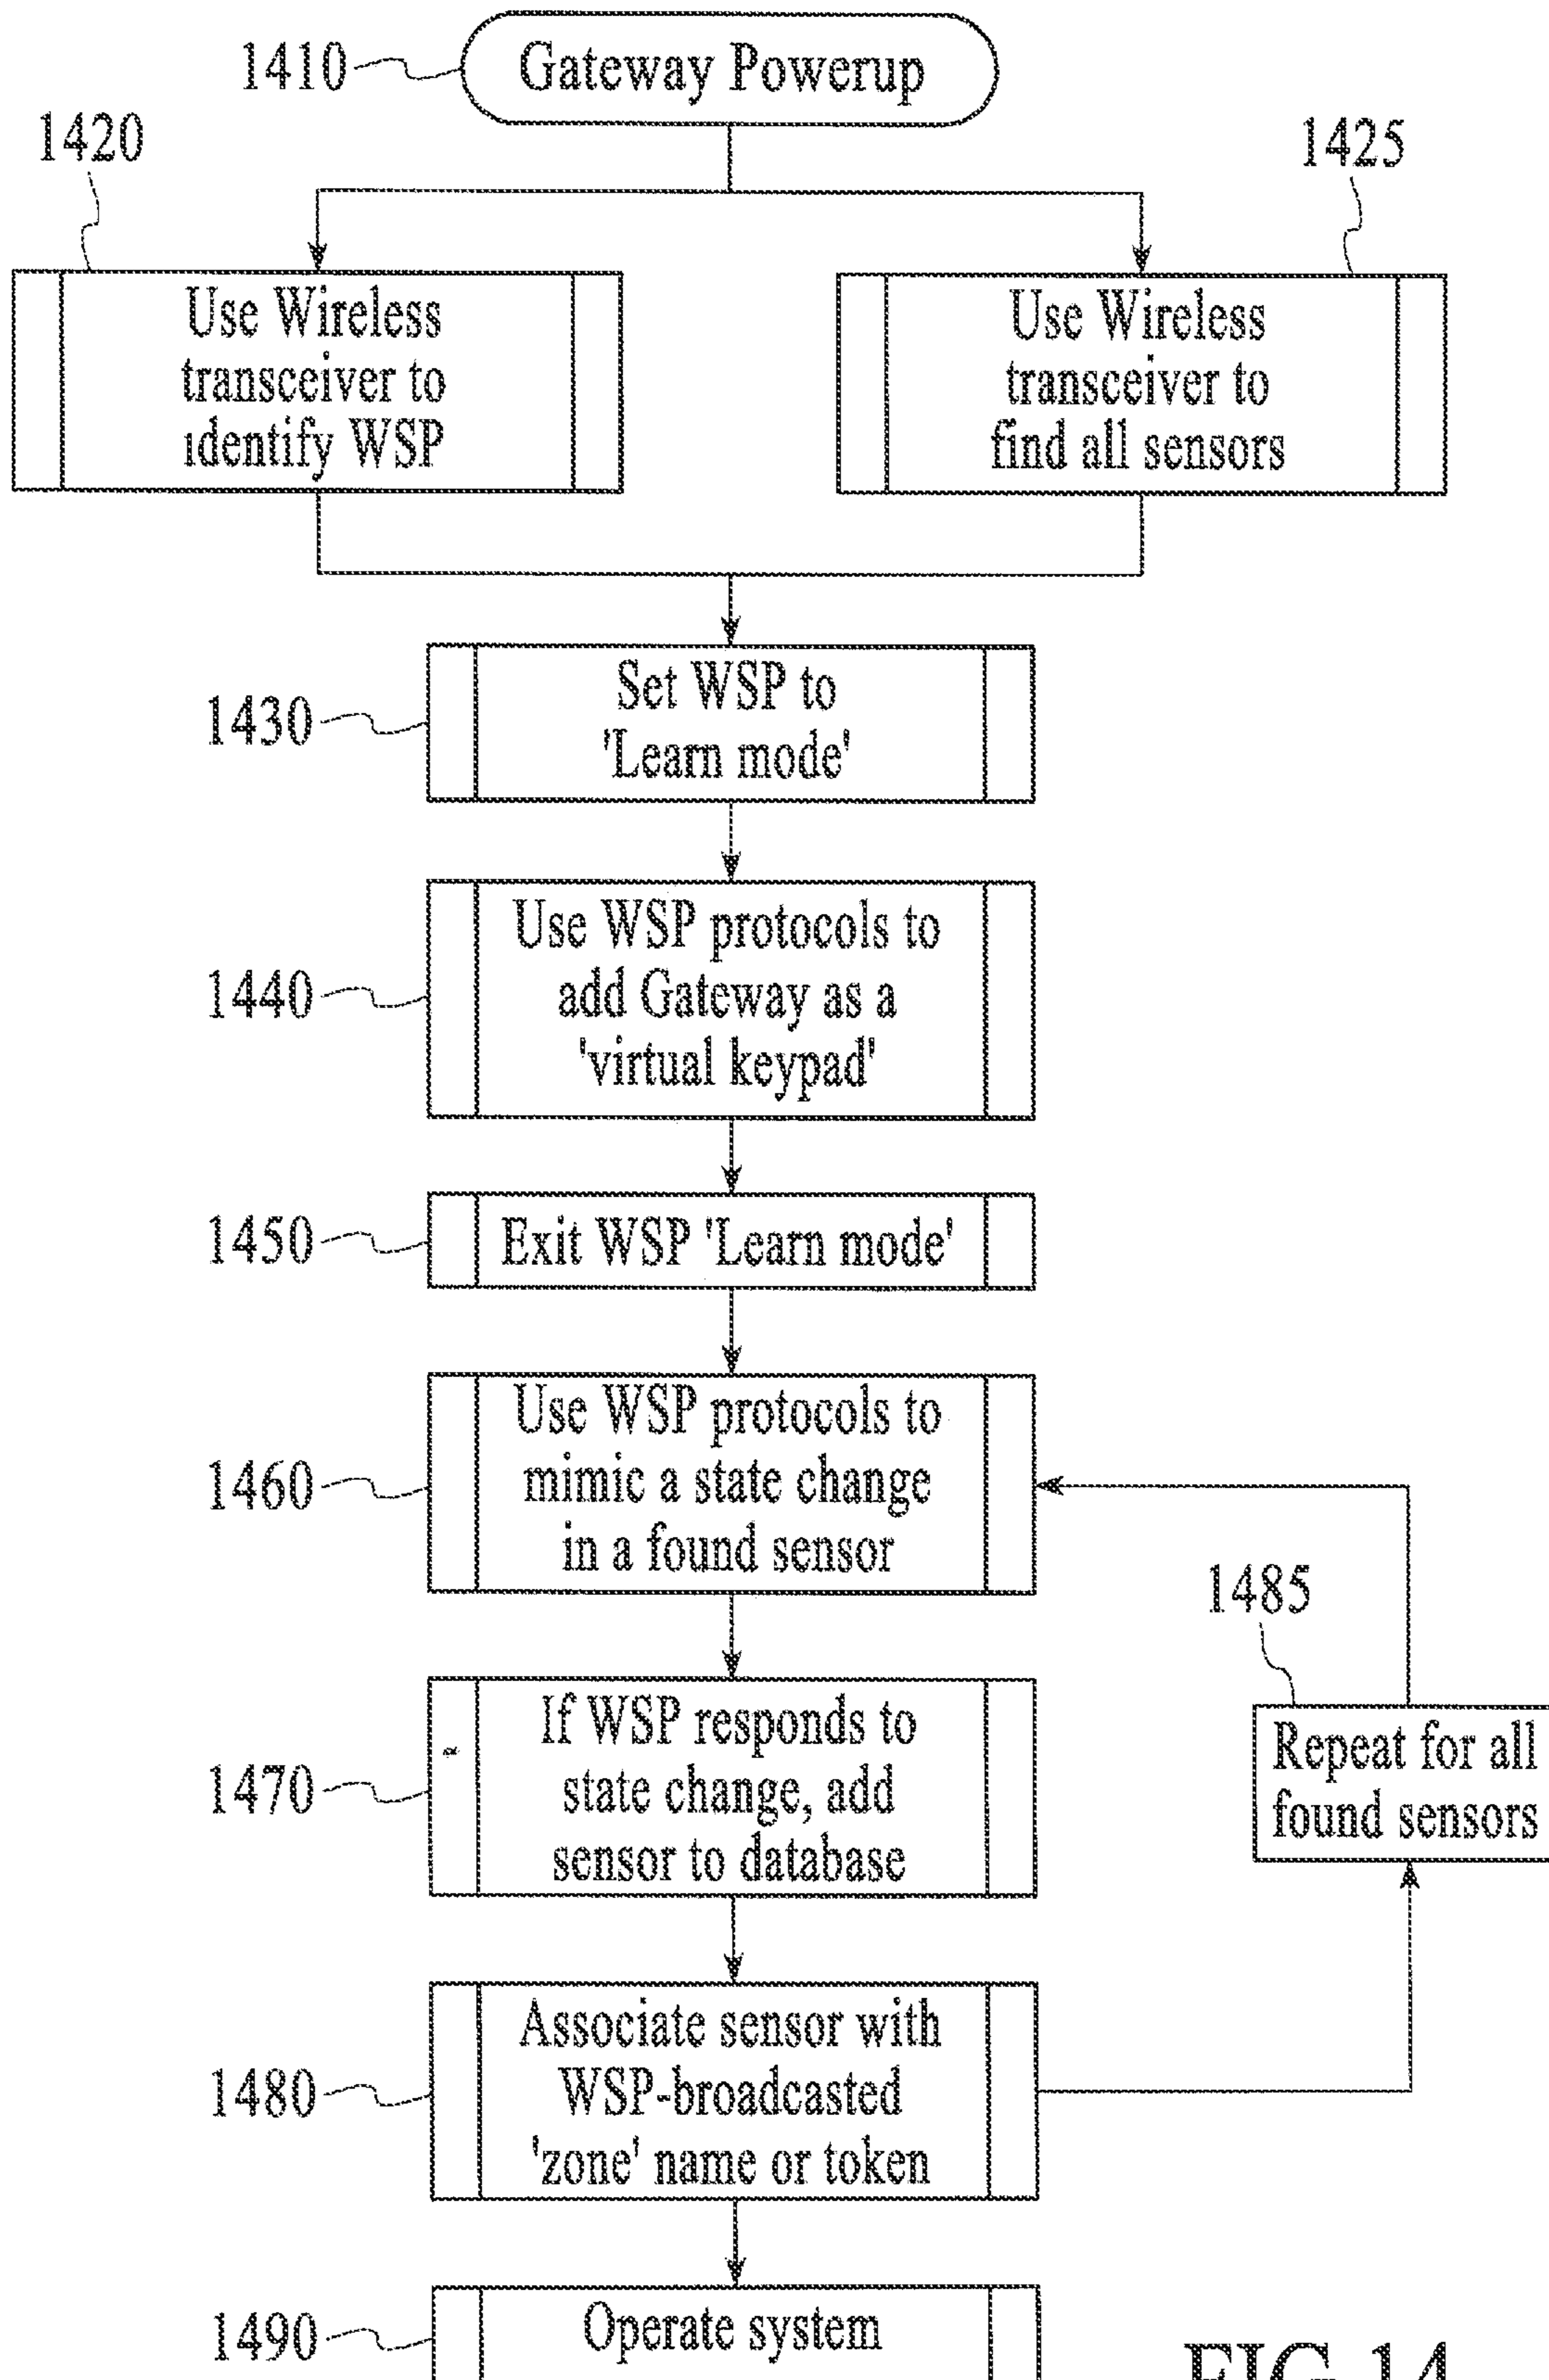 1410
Gateway Powerup
1420
1425
Use Wireless
transceiver to
identify WSP
Use Wireless
transceiver to
find all sensors
1430
Set WSP to
'Learn mode'
1440
Use WSP protocols to
add Gateway as a
'virtual keypad'
1450
Exit WSP 'Learn mode'
1460
Use WSP protocols to
mimic a state change
in a found sensor
1485
Repeat for all
found sensors
1470
If WSP responds to
state change, add
sensor to database
1480
Associate sensor with
WSP-broadcasted
'zone' name or token
1490
Operate system
FIG 14